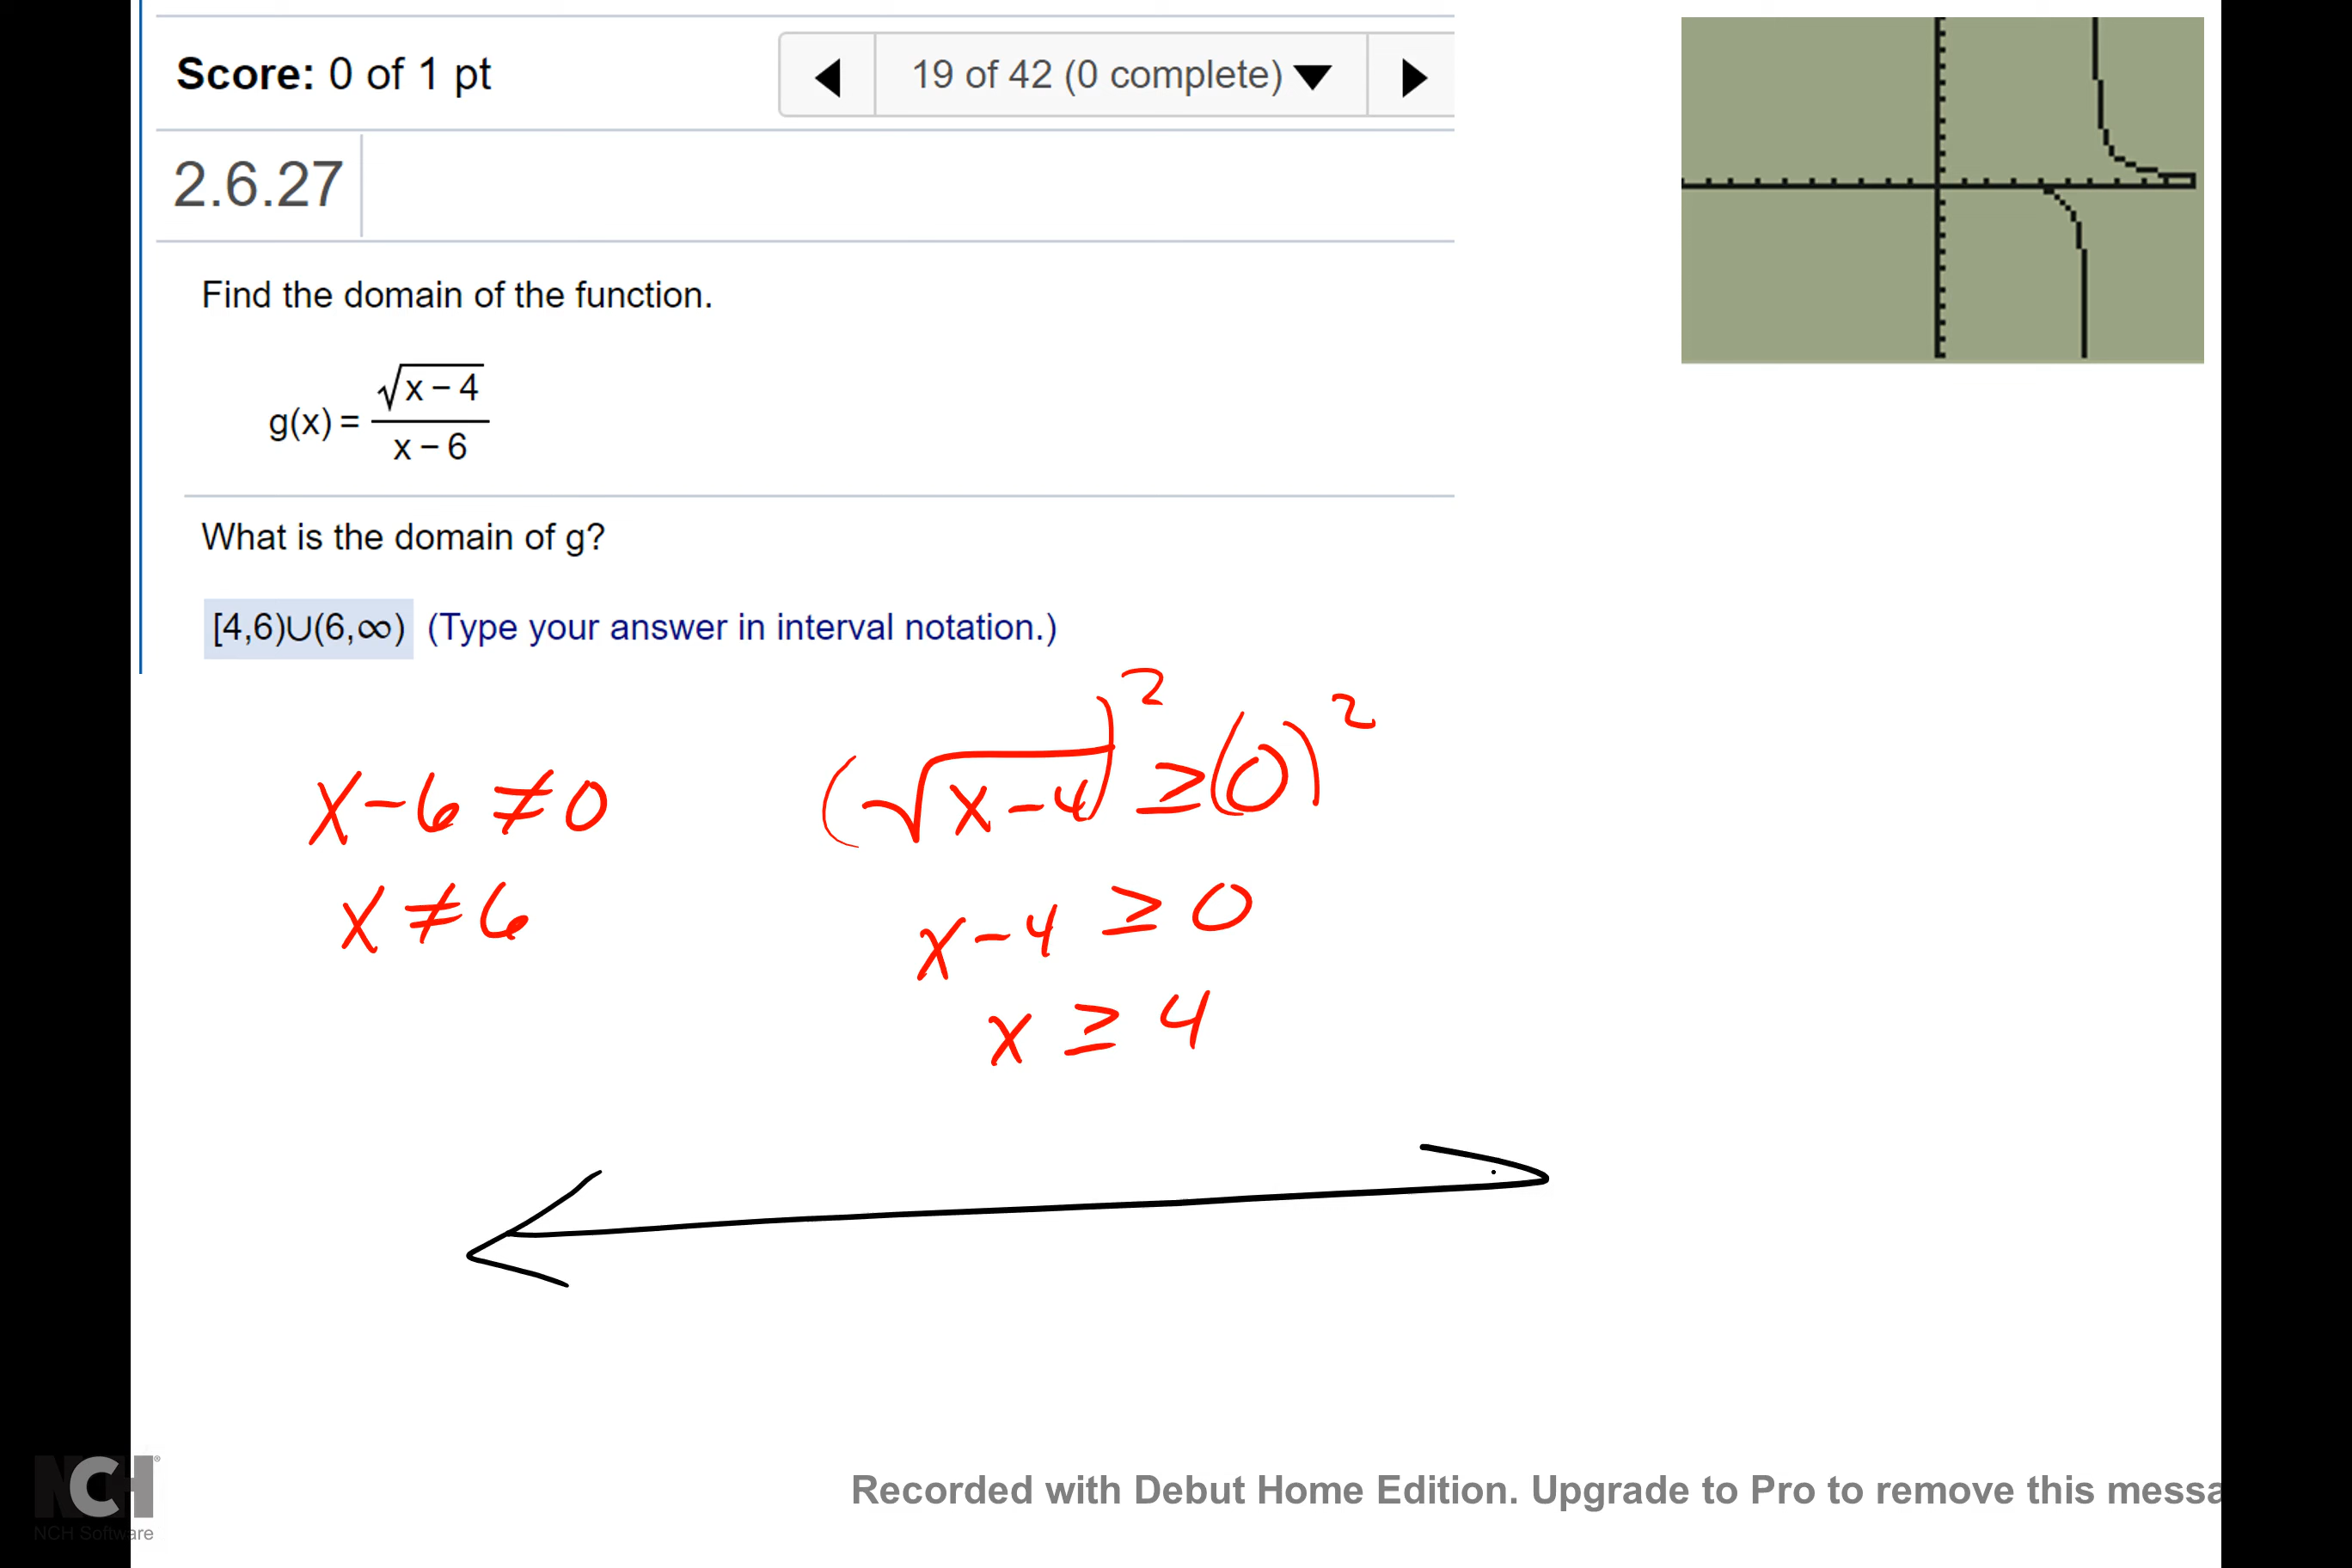 Score: 0 of 1 pt
19 of 42 (0 complete)
2.6.27
Find the domain of the function.
g(x) = √(x − 4) / (x − 6)
What is the domain of g?
[4,6)∪(6,∞) (Type your answer in interval notation.)
x−6 ≠ 0
x ≠ 6
(√x−4)² ≥ (0)²
x−4 ≥ 0
x ≥ 4
NCH®
NCH Software
Recorded with Debut Home Edition. Upgrade to Pro to remove this messa